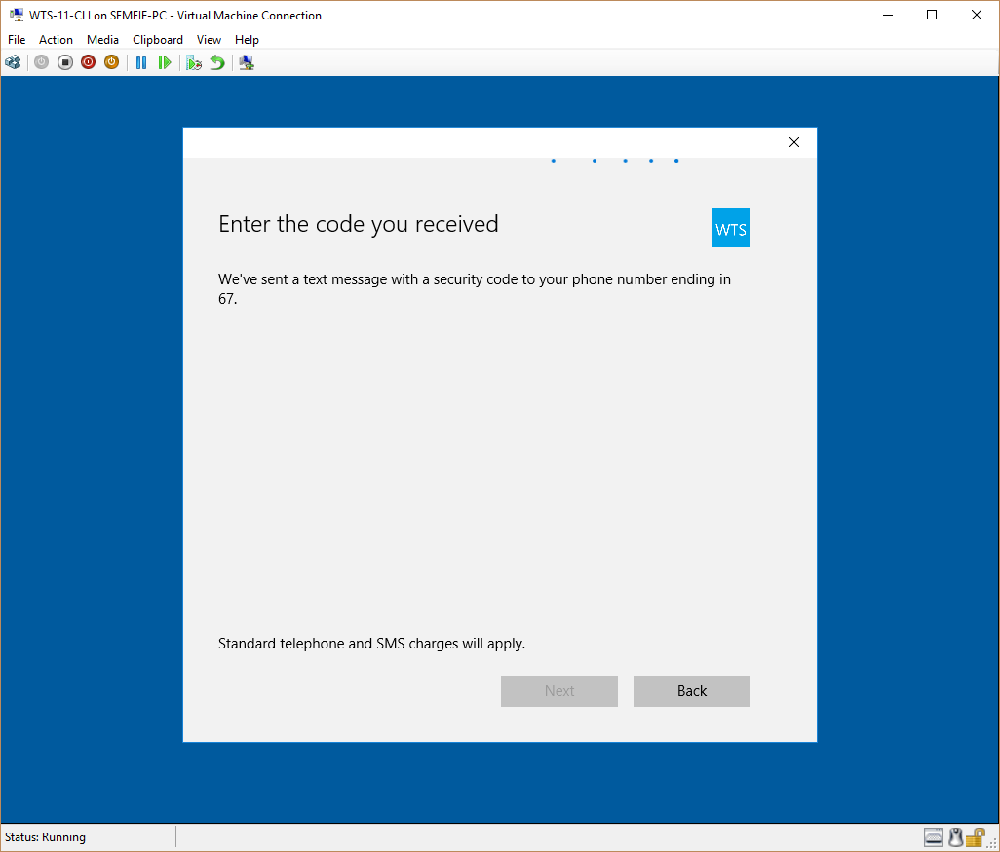 WTS-11-CLI on SEMEIF-PC - Virtual Machine Connection
File Action Media Clipboard View Help
Enter the code you received
WTS
We've sent a text message with a security code to your phone number ending in
67.
Standard telephone and SMS charges will apply.
Next Back
Status: Running